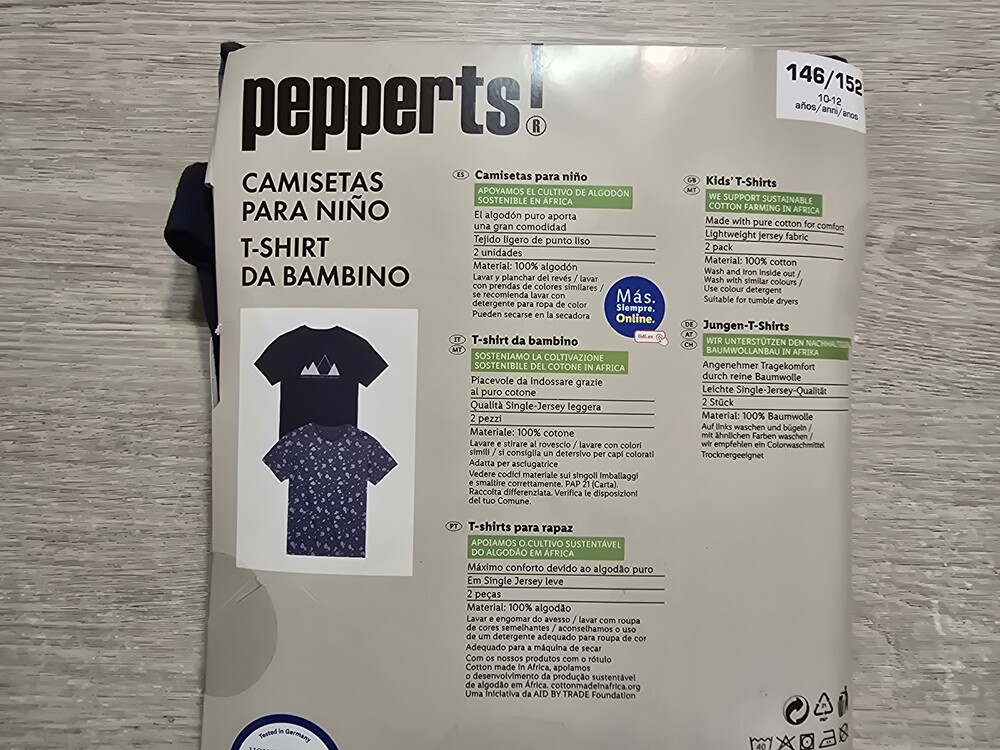 pepperts!®
146/152
10-12
años/anni/anos
CAMISETAS
PARA NIÑO
T-SHIRT
DA BAMBINO
ES Camisetas para niño
APOYAMOS EL CULTIVO DE ALGODÓN
SOSTENIBLE EN ÁFRICA
El algodón puro aporta
una gran comodidad
Tejido ligero de punto liso
2 unidades
Material: 100% algodón
Lavar y planchar del revés / lavar
con prendas de colores similares /
se recomienda lavar con
detergente para ropa de color
Pueden secarse en la secadora
Más.
Siempre.
Online.
lidl.es
IT
MT
T-shirt da bambino
SOSTENIAMO LA COLTIVAZIONE
SOSTENIBILE DEL COTONE IN AFRICA
Piacevole da indossare grazie
al puro cotone
Qualità Single-Jersey leggera
2 pezzi
Materiale: 100% cotone
Lavare e stirare al rovescio / lavare con colori
simili / si consiglia un detersivo per capi colorati
Adatta per asciugatrice
Vedere codici materiale sui singoli imballaggi
e smaltire correttamente. PAP 21 (Carta).
Raccolta differenziata. Verifica le disposizioni
del tuo Comune.
PT T-shirts para rapaz
APOIAMOS O CULTIVO SUSTENTÁVEL
DO ALGODÃO EM ÁFRICA
Máximo conforto devido ao algodão puro
Em Single Jersey leve
2 peças
Material: 100% algodão
Lavar e engomar do avesso / lavar com roupa
de cores semelhantes / aconselhamos o uso
de um detergente adequado para roupa de cor
Adequado para a máquina de secar
Com os nossos produtos com o rótulo
Cotton made in Africa, apoiamos
o desenvolvimento da produção sustentável
de algodão em África. cottonmadeinafrica.org
Uma iniciativa da AID BY TRADE Foundation
GB
MT
Kids' T-Shirts
WE SUPPORT SUSTAINABLE
COTTON FARMING IN AFRICA
Made with pure cotton for comfort
Lightweight jersey fabric
2 pack
Material: 100% cotton
Wash and iron inside out /
Wash with similar colours /
Use colour detergent
Suitable for tumble dryers
DE
AT
CH
Jungen-T-Shirts
WIR UNTERSTÜTZEN DEN
BAUMWOLLANBAU IN AFRIKA
Angenehmer Tragekomfort
durch reine Baumwolle
Leichte Single-Jersey-Qualität
2 Stück
Material: 100% Baumwolle
Auf links waschen und bügeln /
mit ähnlichen Farben waschen /
wir empfehlen ein Colorwaschmittel
Trocknergeeignet
Tested in Germany
40